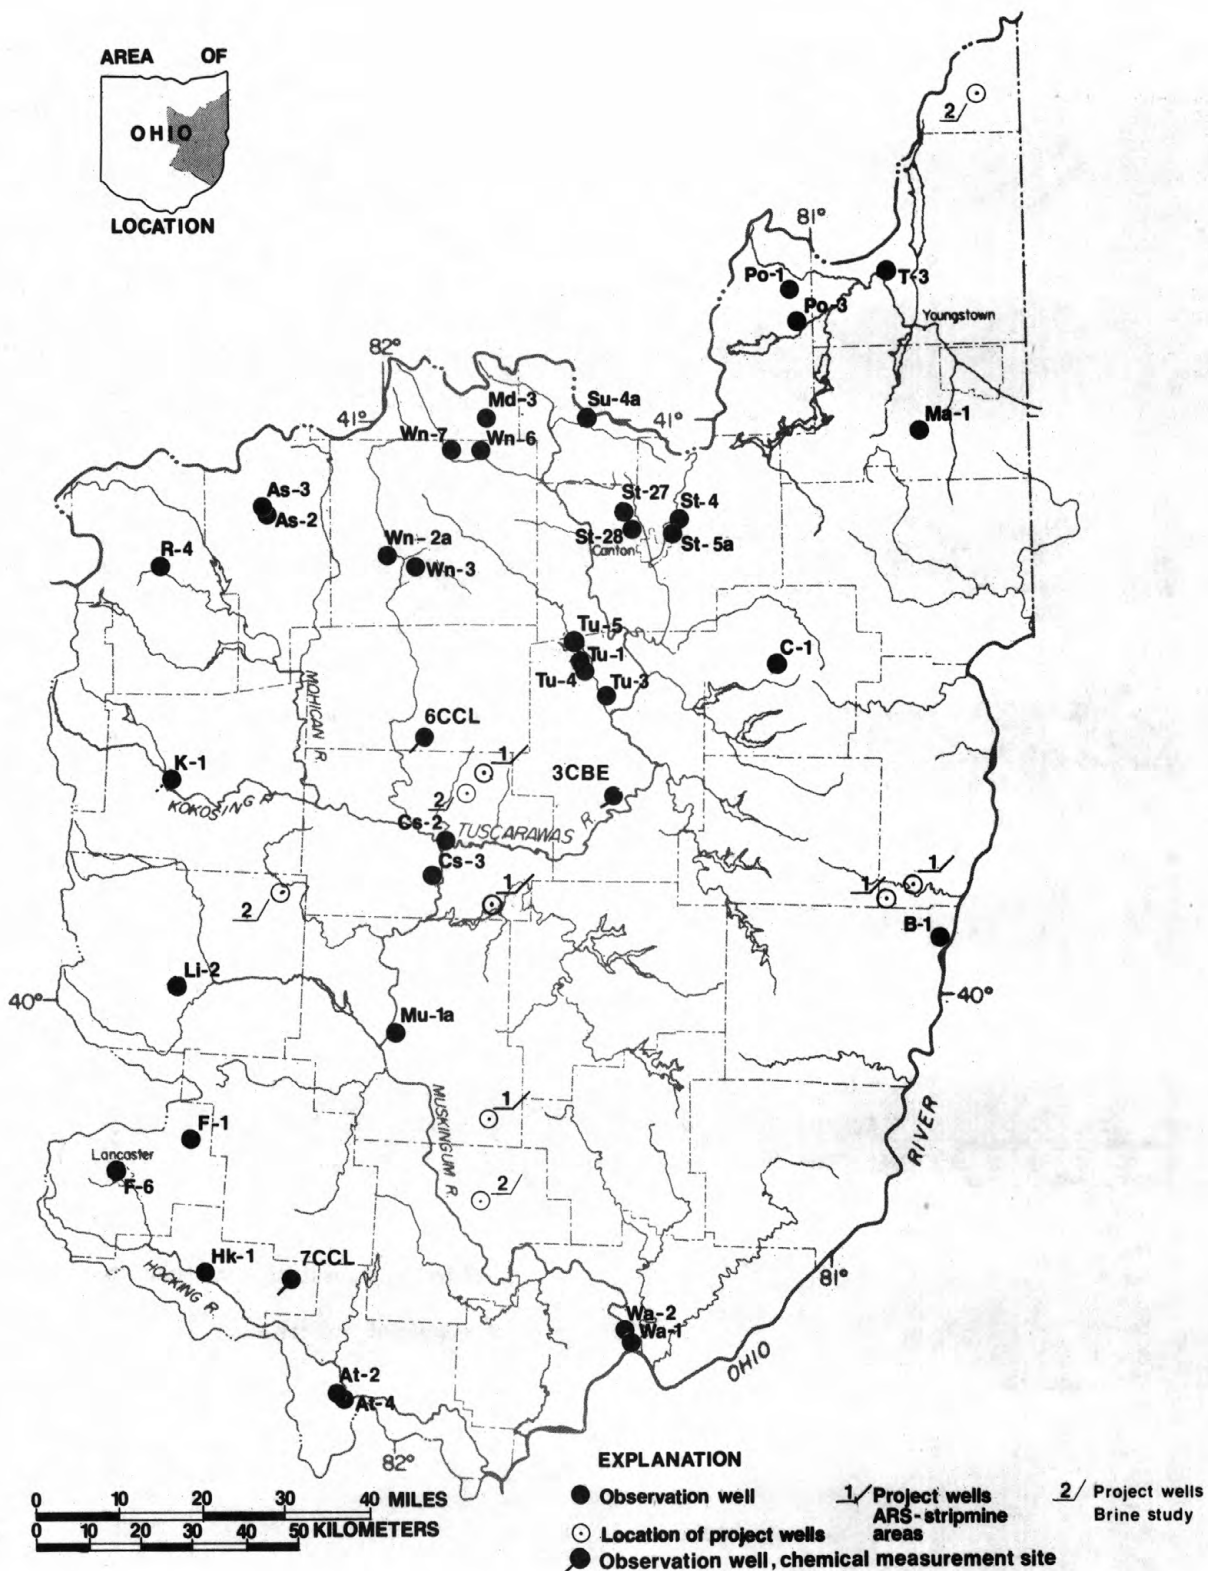 AREA OF
OHIO
LOCATION
2
81°
Po-1
T-3
Po-3
Youngstown
82°
Md-3
Su-4a
41°
41°
Ma-1
Wn-7
Wn-6
As-3
St-27
St-4
As-2
Wn-2a
St-28
St-5a
R-4
Canton
Wn-3
Tu-5
Tu-1
C-1
Tu-4
Tu-3
MOHICAN R.
6CCL
1
K-1
3CBE
2
KOKOSING R.
Cs-2
TUSCARAWAS R.
Cs-3
1
1
1
2
B-1
Li-2
40°
40°
Mu-1a
1
MUSKINGUM R.
F-1
RIVER
Lancaster
F-6
2
Hk-1
7CCL
81°
HOCKING R.
Wa-2
Wa-1
OHIO
At-2
At-4
82°
EXPLANATION
0 10 20 30 40 MILES
0 10 20 30 40 50 KILOMETERS
Observation well
Location of project wells
Observation well, chemical measurement site
1/ Project wells
ARS-stripmine
areas
2/ Project wells
Brine study